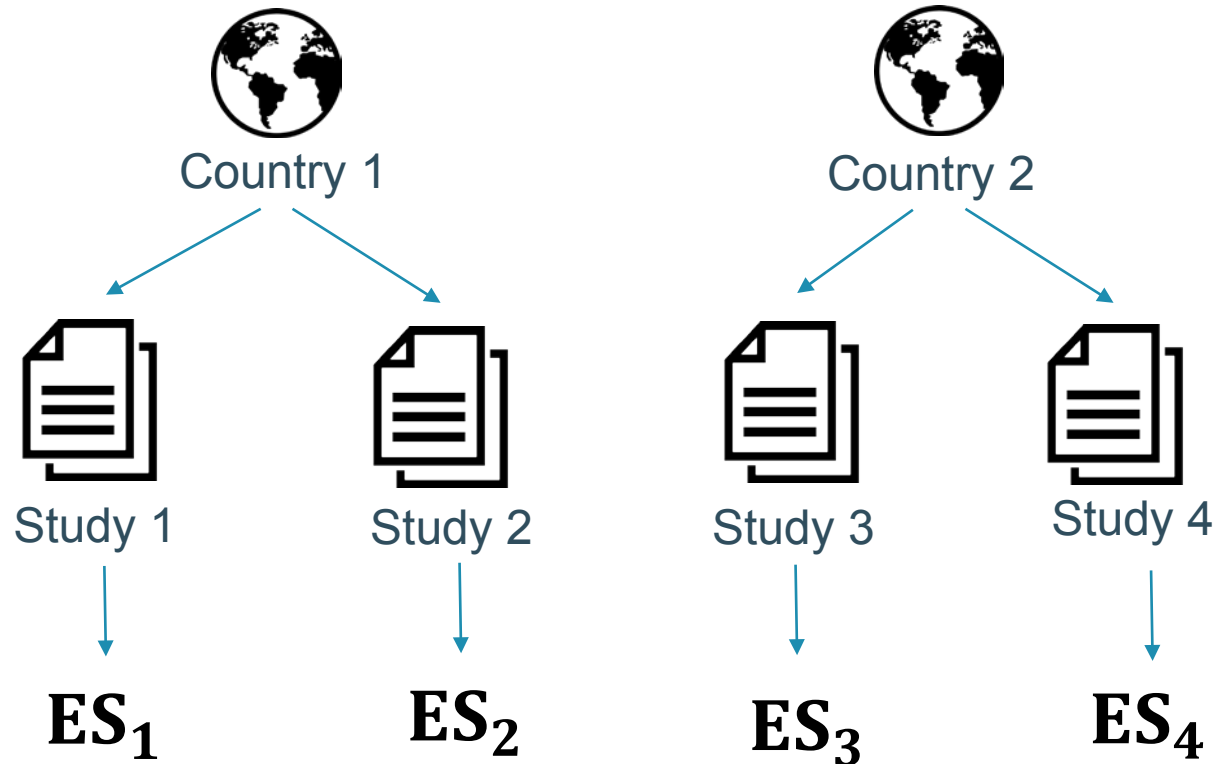 Country 1
Country 2
Study 1
Study 2
Study 3
Study 4
ES₁
ES₂
ES₃
ES₄